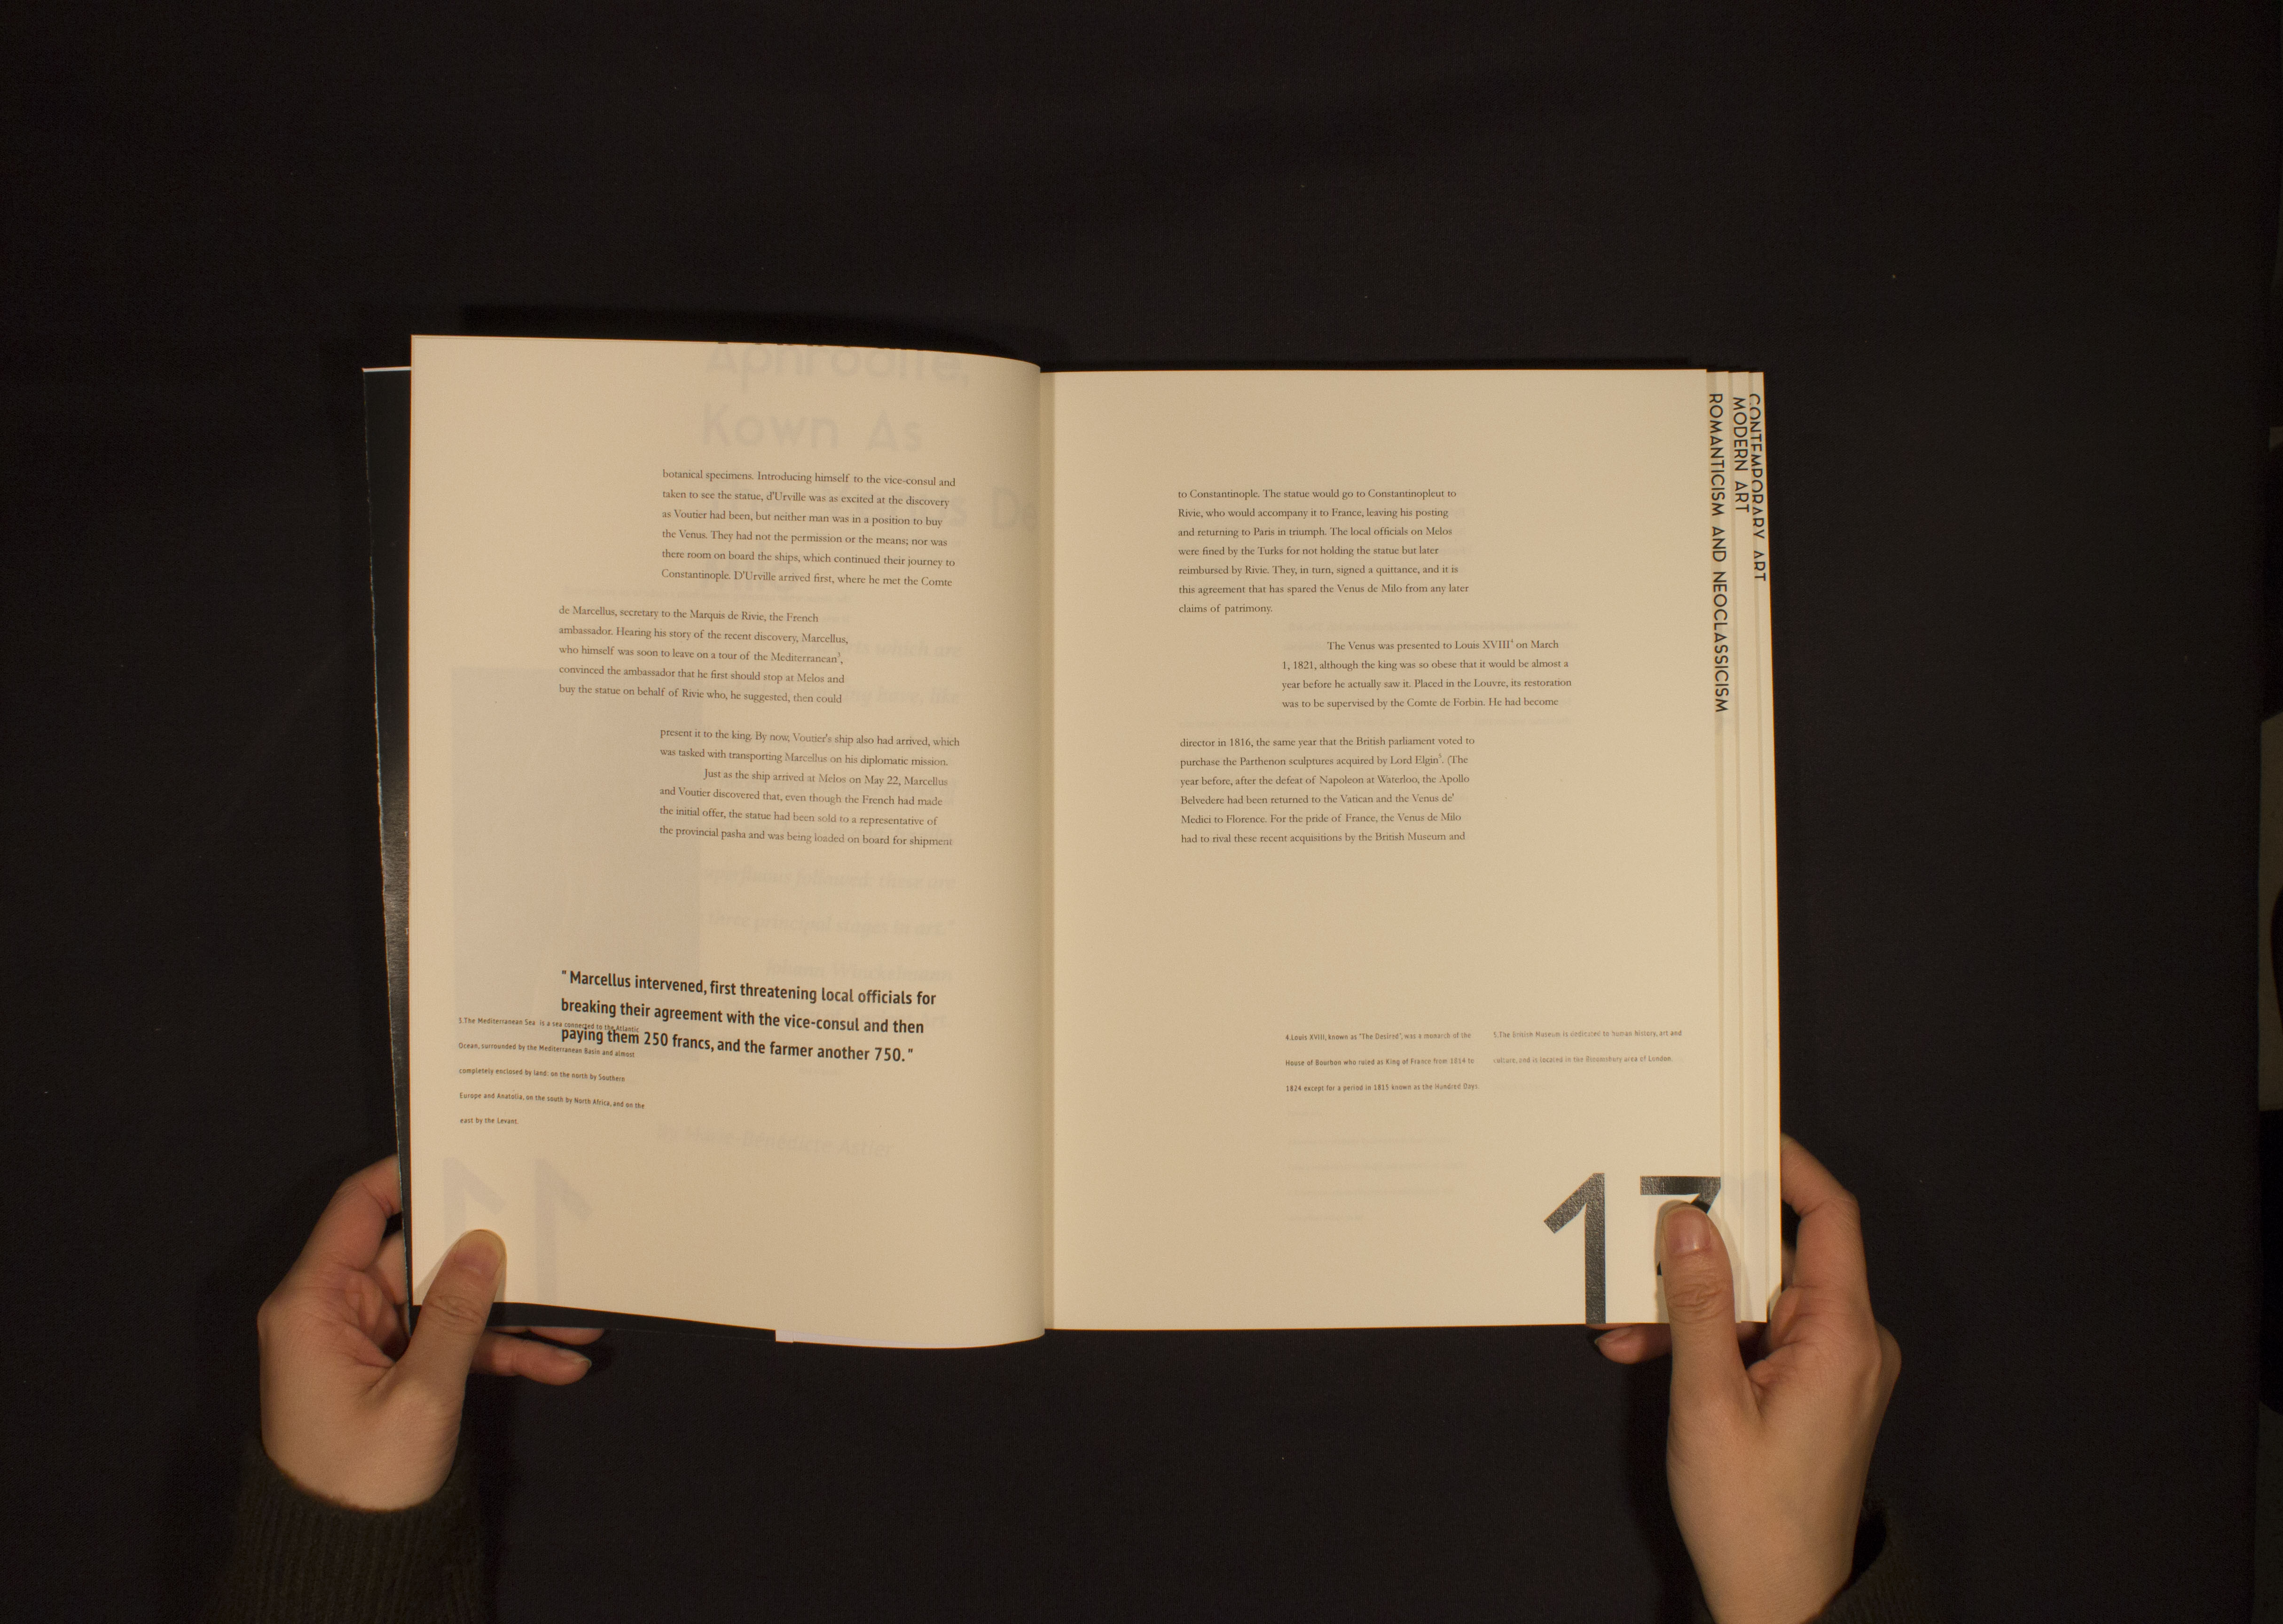 Aphrodite,
Kown As
Venus De
botanical specimens. Introducing himself to the vice-consul and
taken to see the statue, d'Urville was as excited at the discovery
as Voutier had been, but neither man was in a position to buy
the Venus. They had not the permission or the means; nor was
there room on board the ships, which continued their journey to
Constantinople. D'Urville arrived first, where he met the Comte
de Marcellus, secretary to the Marquis de Rivie, the French
ambassador. Hearing his story of the recent discovery, Marcellus,
who himself was soon to leave on a tour of the Mediterranean³,
convinced the ambassador that he first should stop at Melos and
buy the statue on behalf of Rivie who, he suggested, then could
present it to the king. By now, Voutier's ship also had arrived, which
was tasked with transporting Marcellus on his diplomatic mission.
Just as the ship arrived at Melos on May 22, Marcellus
and Voutier discovered that, even though the French had made
the initial offer, the statue had been sold to a representative of
the provincial pasha and was being loaded on board for shipment
superfluous followed: these are
three principal stages in art."
Johann Winckelmann
"Marcellus intervened, first threatening local officials for
breaking their agreement with the vice-consul and then
paying them 250 francs, and the farmer another 750."
3.The Mediterranean Sea is a sea connected to the Atlantic
Ocean, surrounded by the Mediterranean Basin and almost
completely enclosed by land: on the north by Southern
Europe and Anatolia, on the south by North Africa, and on the
east by the Levant.
by Marie-Bénédicte Astier
11
to Constantinople. The statue would go to Constantinopleut to
Rivie, who would accompany it to France, leaving his posting
and returning to Paris in triumph. The local officials on Melos
were fined by the Turks for not holding the statue but later
reimbursed by Rivie. They, in turn, signed a quittance, and it is
this agreement that has spared the Venus de Milo from any later
claims of patrimony.
The Venus was presented to Louis XVIII⁴ on March
1, 1821, although the king was so obese that it would be almost a
year before he actually saw it. Placed in the Louvre, its restoration
was to be supervised by the Comte de Forbin. He had become
director in 1816, the same year that the British parliament voted to
purchase the Parthenon sculptures acquired by Lord Elgin⁵. (The
year before, after the defeat of Napoleon at Waterloo, the Apollo
Belvedere had been returned to the Vatican and the Venus de'
Medici to Florence. For the pride of France, the Venus de Milo
had to rival these recent acquisitions by the British Museum and
4.Louis XVIII, known as "The Desired", was a monarch of the
House of Bourbon who ruled as King of France from 1814 to
1824 except for a period in 1815 known as the Hundred Days
5.The British Museum is dedicated to human history, art and
culture, and is located in the Bloomsbury area of London.
17
ROMANTICISM AND NEOCLASSICISM
MODERN ART
CONTEMPORARY ART